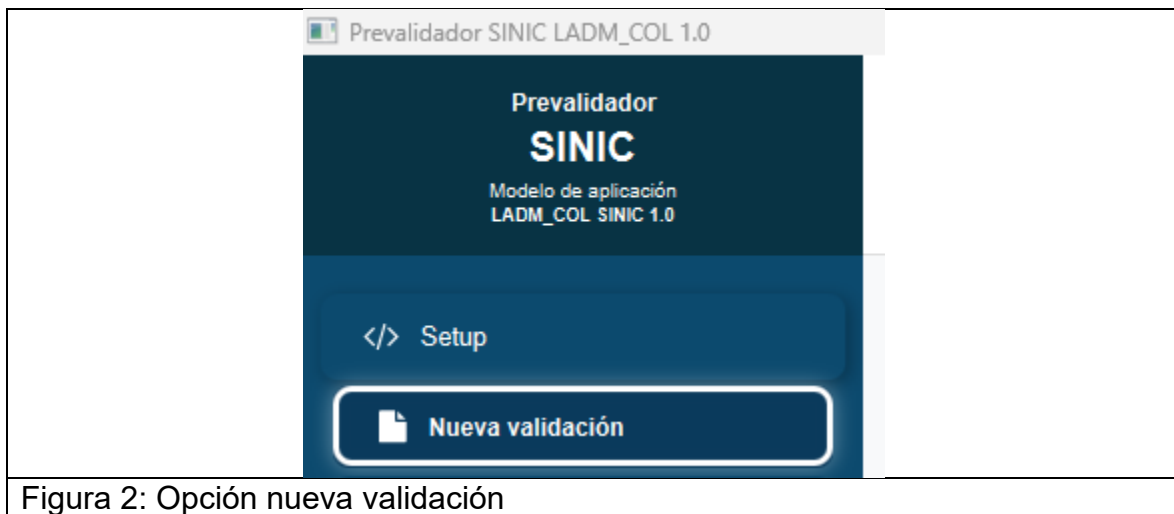 Prevalidador SINIC LADM_COL 1.0
Prevalidador
SINIC
Modelo de aplicación
LADM_COL SINIC 1.0
</> Setup
Nueva validación
Figura 2: Opción nueva validación